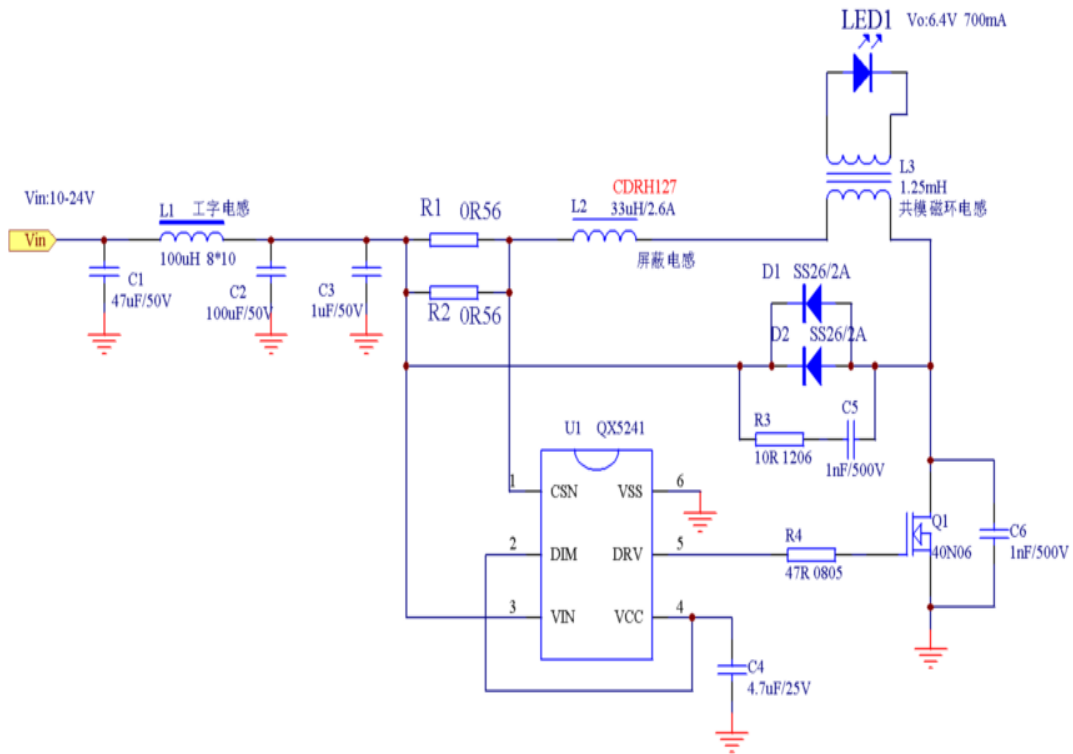 LED1 Vo:6.4V 700mA
L3
1.25mH
共模磁环电感
Vin:10-24V
CDRH127
L1 工字电感
L2 33uH/2.6A
R1 0R56
Vin
100uH 8*10
屏蔽电感
C1
47uF/50V
C2
100uF/50V
C3
1uF/50V
R2 0R56
D1 SS26/2A
D2 SS26/2A
R3
10R 1206
C5
1nF/500V
U1 QX5241
1 CSN VSS 6
2 DIM DRV 5
3 VIN VCC 4
R4
47R 0805
Q1
40N06
C6
1nF/500V
C4
4.7uF/25V